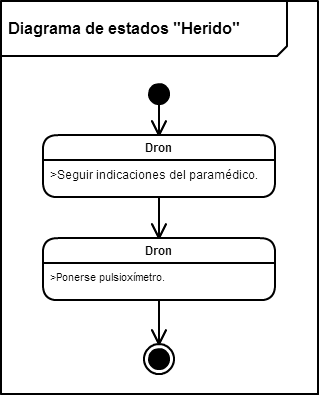 Diagrama de estados "Herido"
Dron
>Seguir indicaciones del paramédico.
Dron
>Ponerse pulsioxímetro.